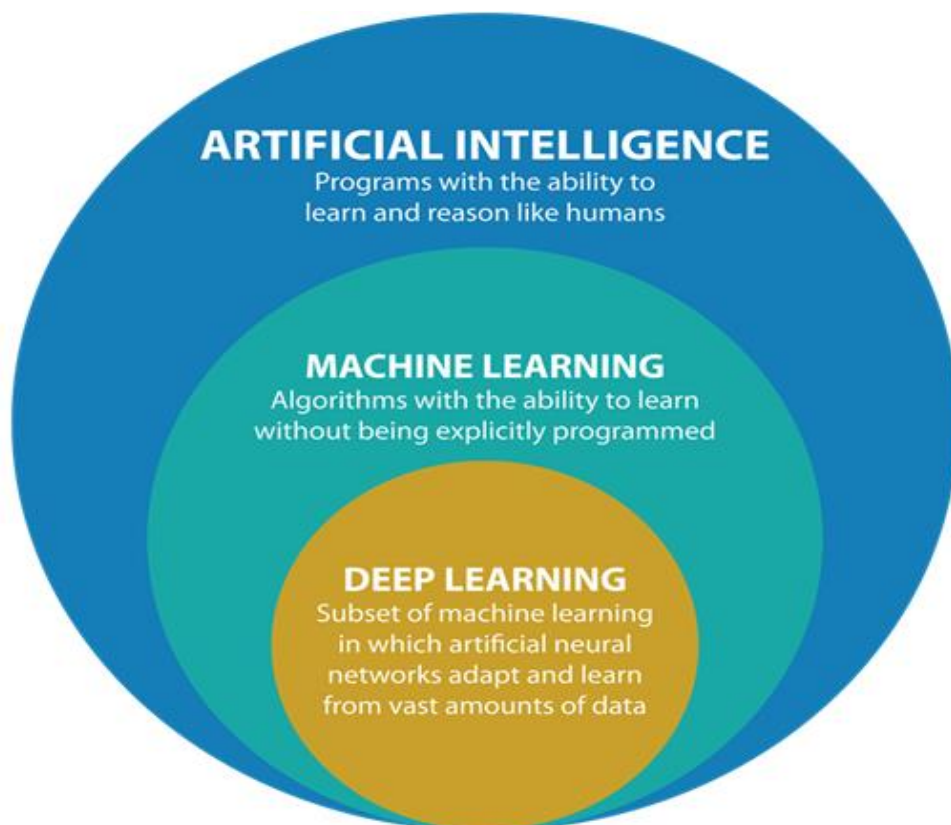 ARTIFICIAL INTELLIGENCE
Programs with the ability to
learn and reason like humans
MACHINE LEARNING
Algorithms with the ability to learn
without being explicitly programmed
DEEP LEARNING
Subset of machine learning
in which artificial neural
networks adapt and learn
from vast amounts of data